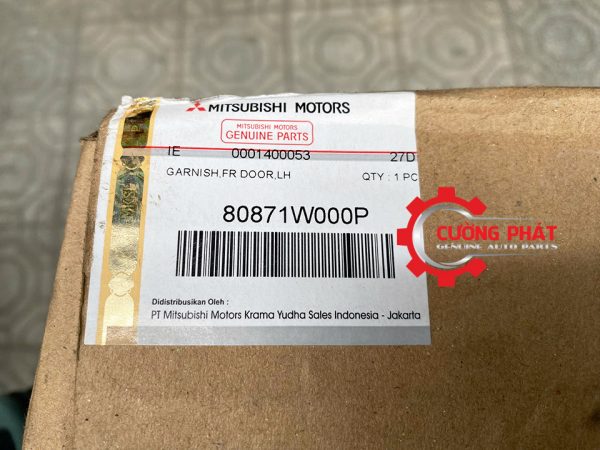 MITSUBISHI MOTORS
MITSUBISHI MOTORS
GENUINE PARTS
IE 0001400053 27D
GARNISH,FR DOOR,LH QTY : 1 PC
80871W000P
CƯỜNG PHÁT
GENUINE AUTO PARTS
Didistribusikan Oleh :
PT Mitsubishi Motors Krama Yudha Sales Indonesia - Jakarta